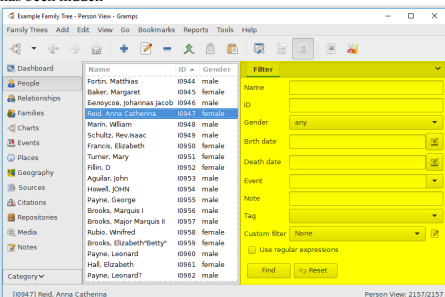 has been hidden
Example Family Tree - Person View - Gramps
Family Trees Add Edit View Go Bookmarks Reports Tools Help
Dashboard
People
Relationships
Families
Charts
Events
Places
Geography
Sources
Citations
Repositories
Media
Notes
Category
Name ID Gender
Fortin, Matthias I0944 male
Baker, Margaret I0945 female
Johannas Jacob I0946 male
Reid, Anna Catherina I0947 female
Marin, William I0948 male
Schultz, Rev.Isaac I0949 male
Francis, Elizabeth I0950 female
Turner, Mary I0951 female
Fillin, D I0952 female
Aguilar, John I0953 male
Howell, JOHN I0954 male
Payne, George I0955 male
Brooks, Marquis I I0956 male
Brooks, Major Marquis II I0957 male
Rubio, Winifred I0958 female
Brooks, Elizabeth"Betty" I0959 female
Payne, Leonard I0960 male
Hall, Elizabeth I0961 female
Payne, Leonard? I0962 male
Filter
Name
ID
Gender any
Birth date
Death date
Event
Note
Tag
Custom filter None
Use regular expressions
Find Reset
[I0947] Reid, Anna Catherina
Person View: 2157/2157